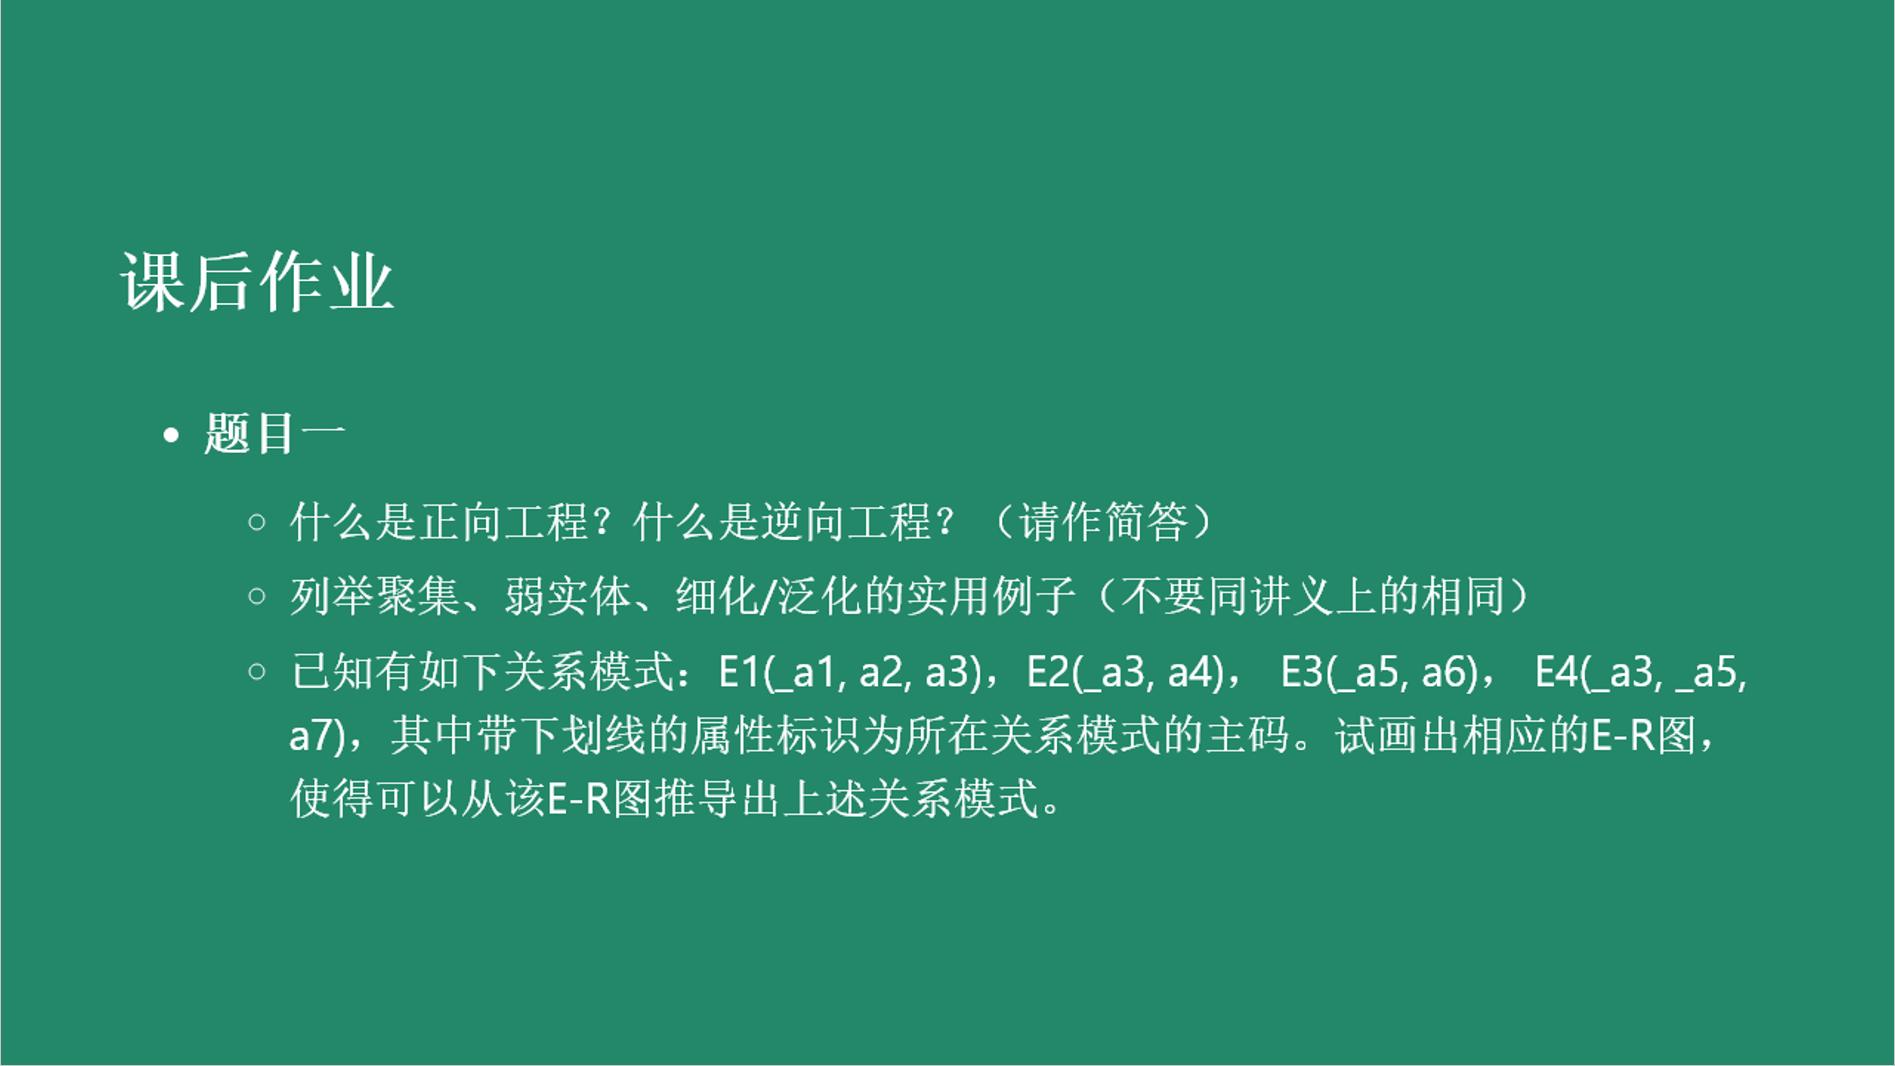 课后作业
• 题目一
○ 什么是正向工程？什么是逆向工程？（请作简答）
○ 列举聚集、弱实体、细化/泛化的实用例子（不要同讲义上的相同）
○ 已知有如下关系模式：E1(_a1, a2, a3)，E2(_a3, a4)， E3(_a5, a6)， E4(_a3, _a5,
a7)，其中带下划线的属性标识为所在关系模式的主码。试画出相应的E-R图，
使得可以从该E-R图推导出上述关系模式。